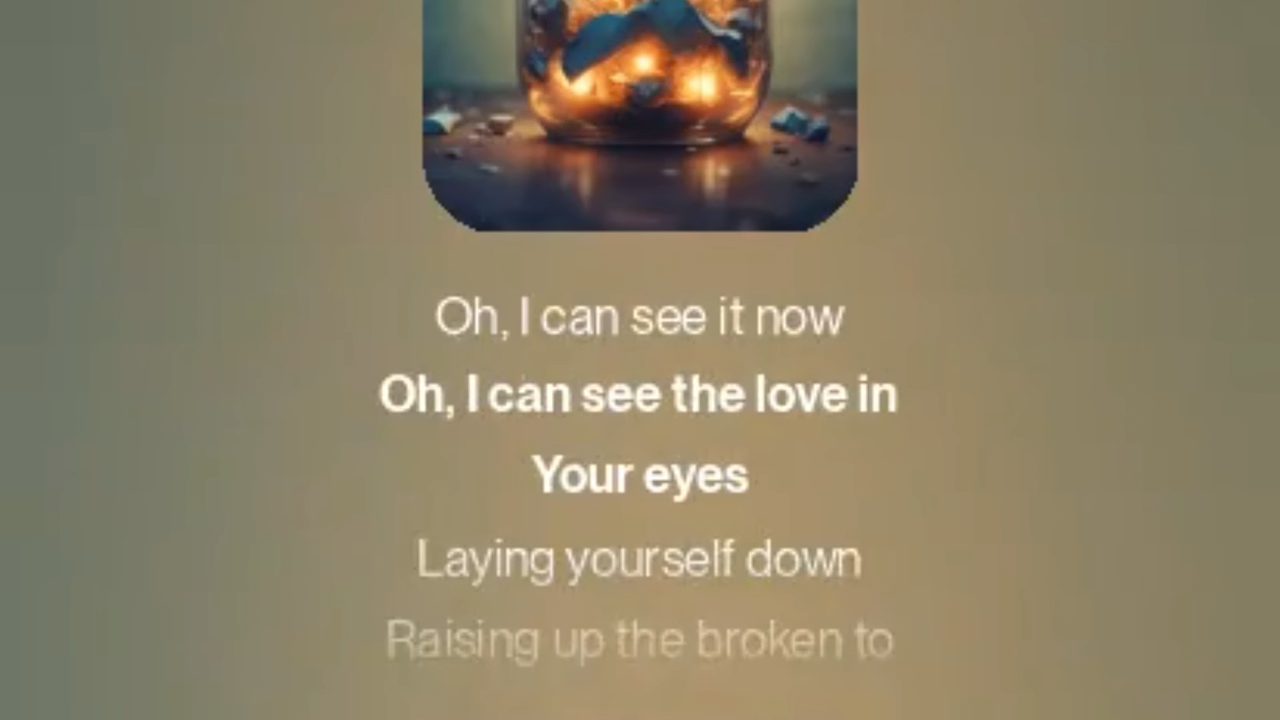 Oh, I can see it now
Oh, I can see the love in
Your eyes
Laying yourself down
Raising up the broken to